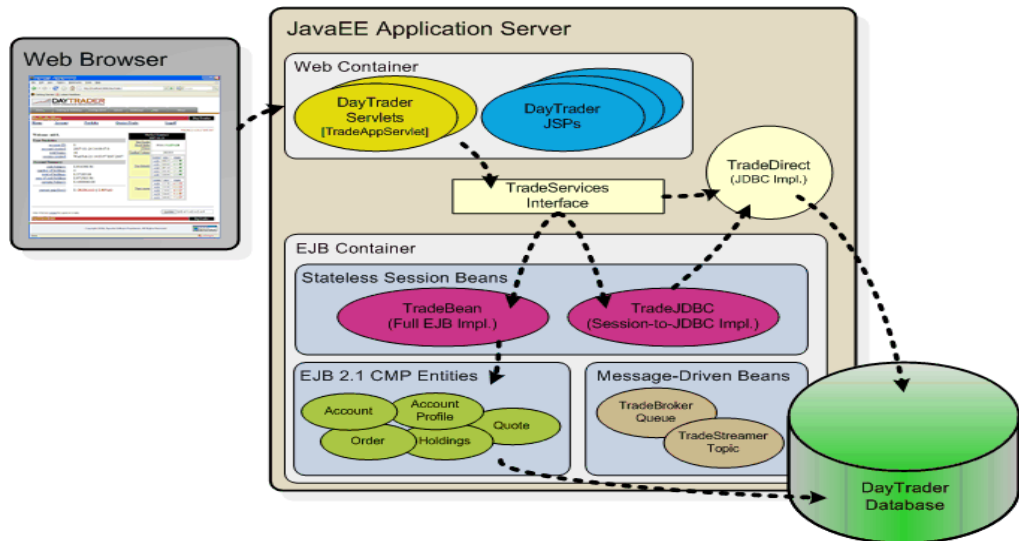 JavaEE Application Server
Web Browser
Web Container
DAYTRADER
DayTrader
Servlets
[TradeAppServlet]
DayTrader
JSPs
TradeDirect
(JDBC Impl.)
TradeServices
Interface
EJB Container
Stateless Session Beans
TradeBean
(Full EJB Impl.)
TradeJDBC
(Session-to-JDBC Impl.)
EJB 2.1 CMP Entities
Account
Account
Profile
Quote
Order
Holdings
Message-Driven Beans
TradeBroker
Queue
TradeStreamer
Topic
DayTrader
Database